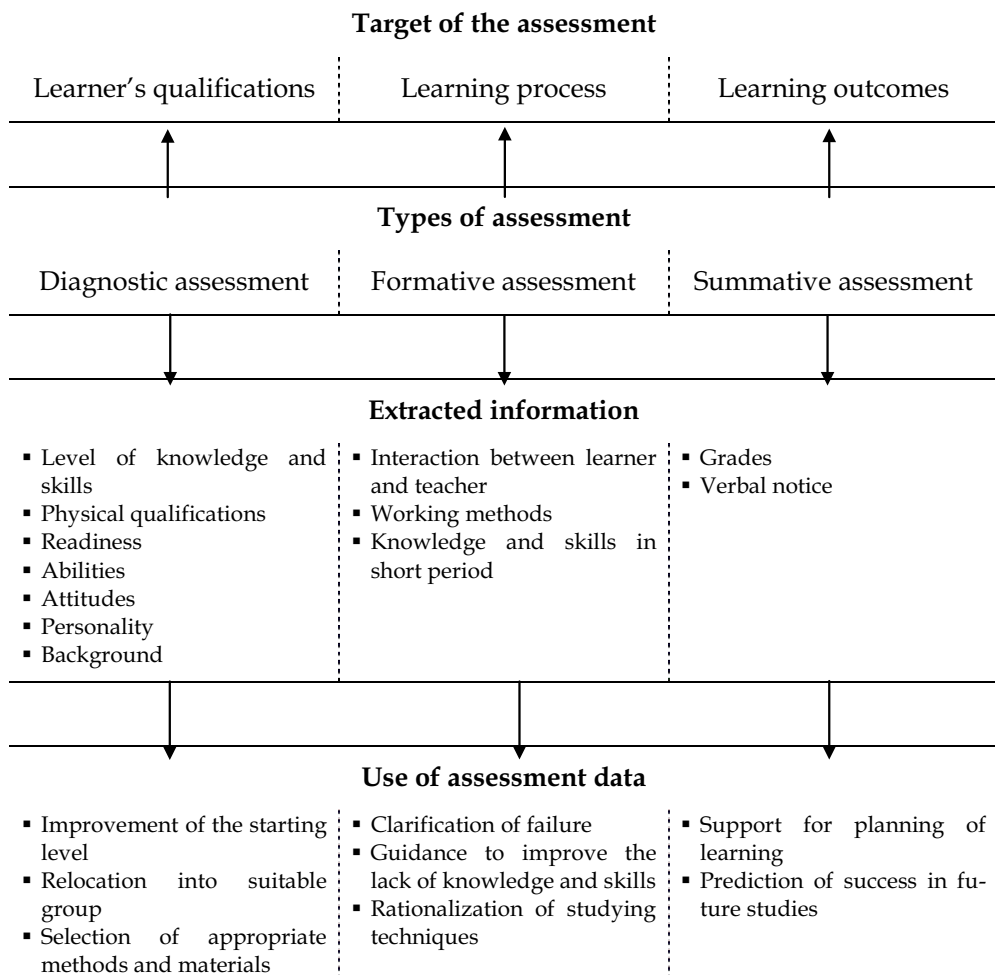 Target of the assessment
Learner’s qualifications
Learning process
Learning outcomes
Types of assessment
Diagnostic assessment
Formative assessment
Summative assessment
Extracted information
▪ Level of knowledge and
skills
▪ Physical qualifications
▪ Readiness
▪ Abilities
▪ Attitudes
▪ Personality
▪ Background
▪ Interaction between learner
and teacher
▪ Working methods
▪ Knowledge and skills in
short period
▪ Grades
▪ Verbal notice
Use of assessment data
▪ Improvement of the starting
level
▪ Relocation into suitable
group
▪ Selection of appropriate
methods and materials
▪ Clarification of failure
▪ Guidance to improve the
lack of knowledge and skills
▪ Rationalization of studying
techniques
▪ Support for planning of
learning
▪ Prediction of success in fu-
ture studies